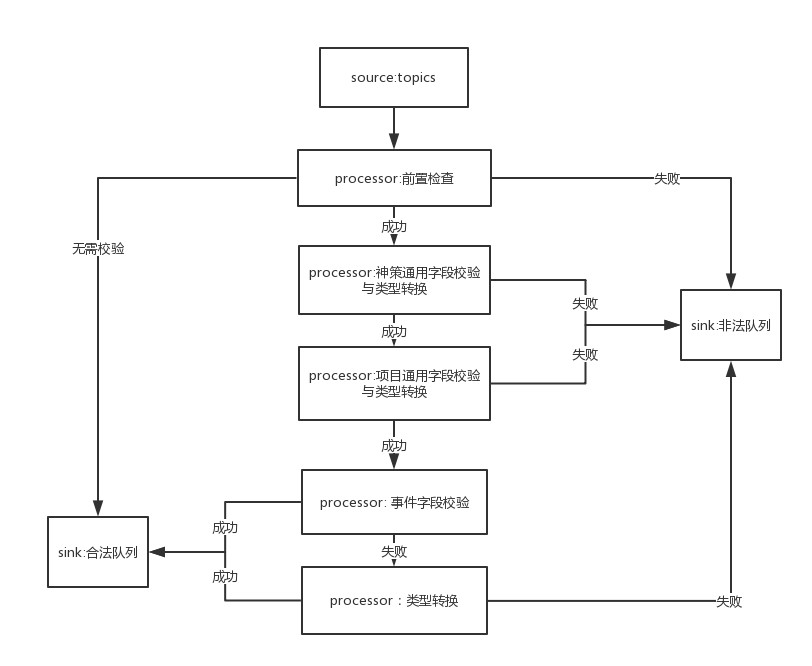 source:topics
processor:前置检查
失败
成功
无需校验
processor:神策通用字段校验
与类型转换
失败
sink:非法队列
成功
失败
processor:项目通用字段校验
与类型转换
成功
processor: 事件字段校验
成功
失败
sink:合法队列
成功
processor：类型转换
失败